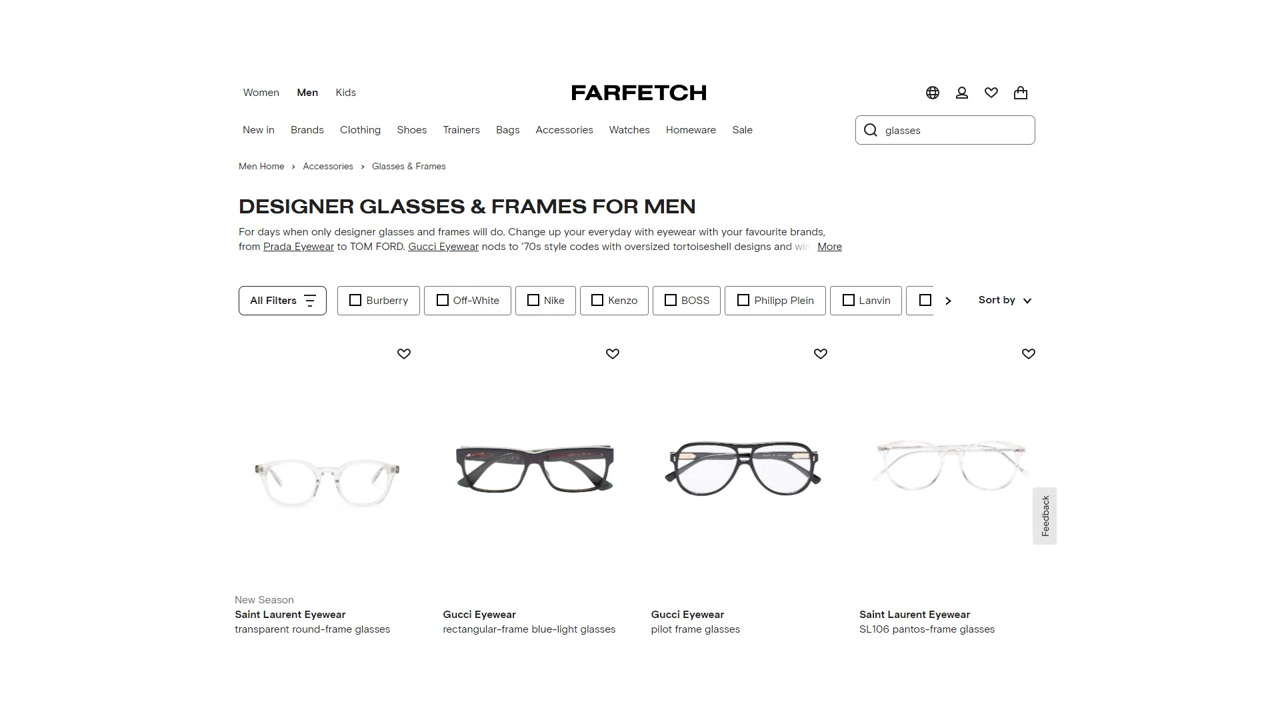 Women Men Kids
FARFETCH
New in Brands Clothing Shoes Trainers Bags Accessories Watches Homeware Sale
glasses
Men Home > Accessories > Glasses & Frames
DESIGNER GLASSES & FRAMES FOR MEN
For days when only designer glasses and frames will do. Change up your everyday with eyewear with your favourite brands,
from Prada Eyewear to TOM FORD. Gucci Eyewear nods to '70s style codes with oversized tortoiseshell designs and More
All Filters Burberry Off-White Nike Kenzo BOSS Philipp Plein Lanvin Sort by
Feedback
New Season
Saint Laurent Eyewear
transparent round-frame glasses
Gucci Eyewear
rectangular-frame blue-light glasses
Gucci Eyewear
pilot frame glasses
Saint Laurent Eyewear
SL106 pantos-frame glasses